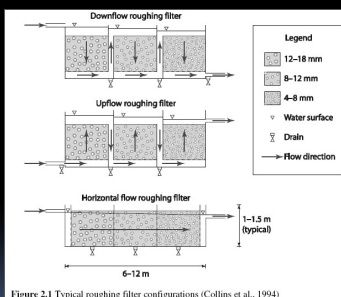 Downflow roughing filter
Legend
12–18 mm
8–12 mm
4–8 mm
Water surface
Drain
Flow direction
Upflow roughing filter
Horizontal flow roughing filter
1–1.5 m
(typical)
6–12 m
Figure 2.1 Typical roughing filter configurations (Collins et al., 1994)